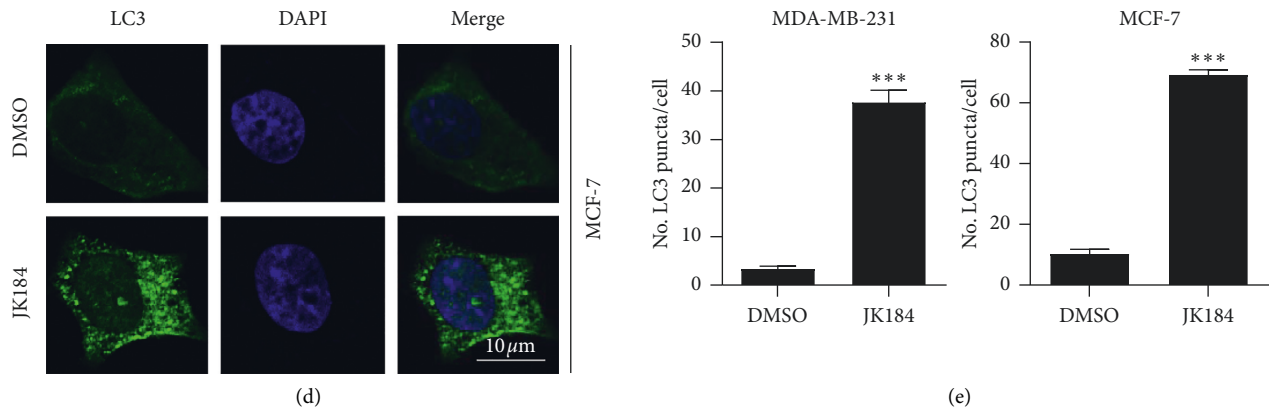 LC3 DAPI Merge
DMSO
JK184
MCF-7
10 µm
(d)
MDA-MB-231
No. LC3 puncta/cell
50
40
30
20
10
0
***
DMSO JK184
MCF-7
No. LC3 puncta/cell
80
60
40
20
0
***
DMSO JK184
(e)